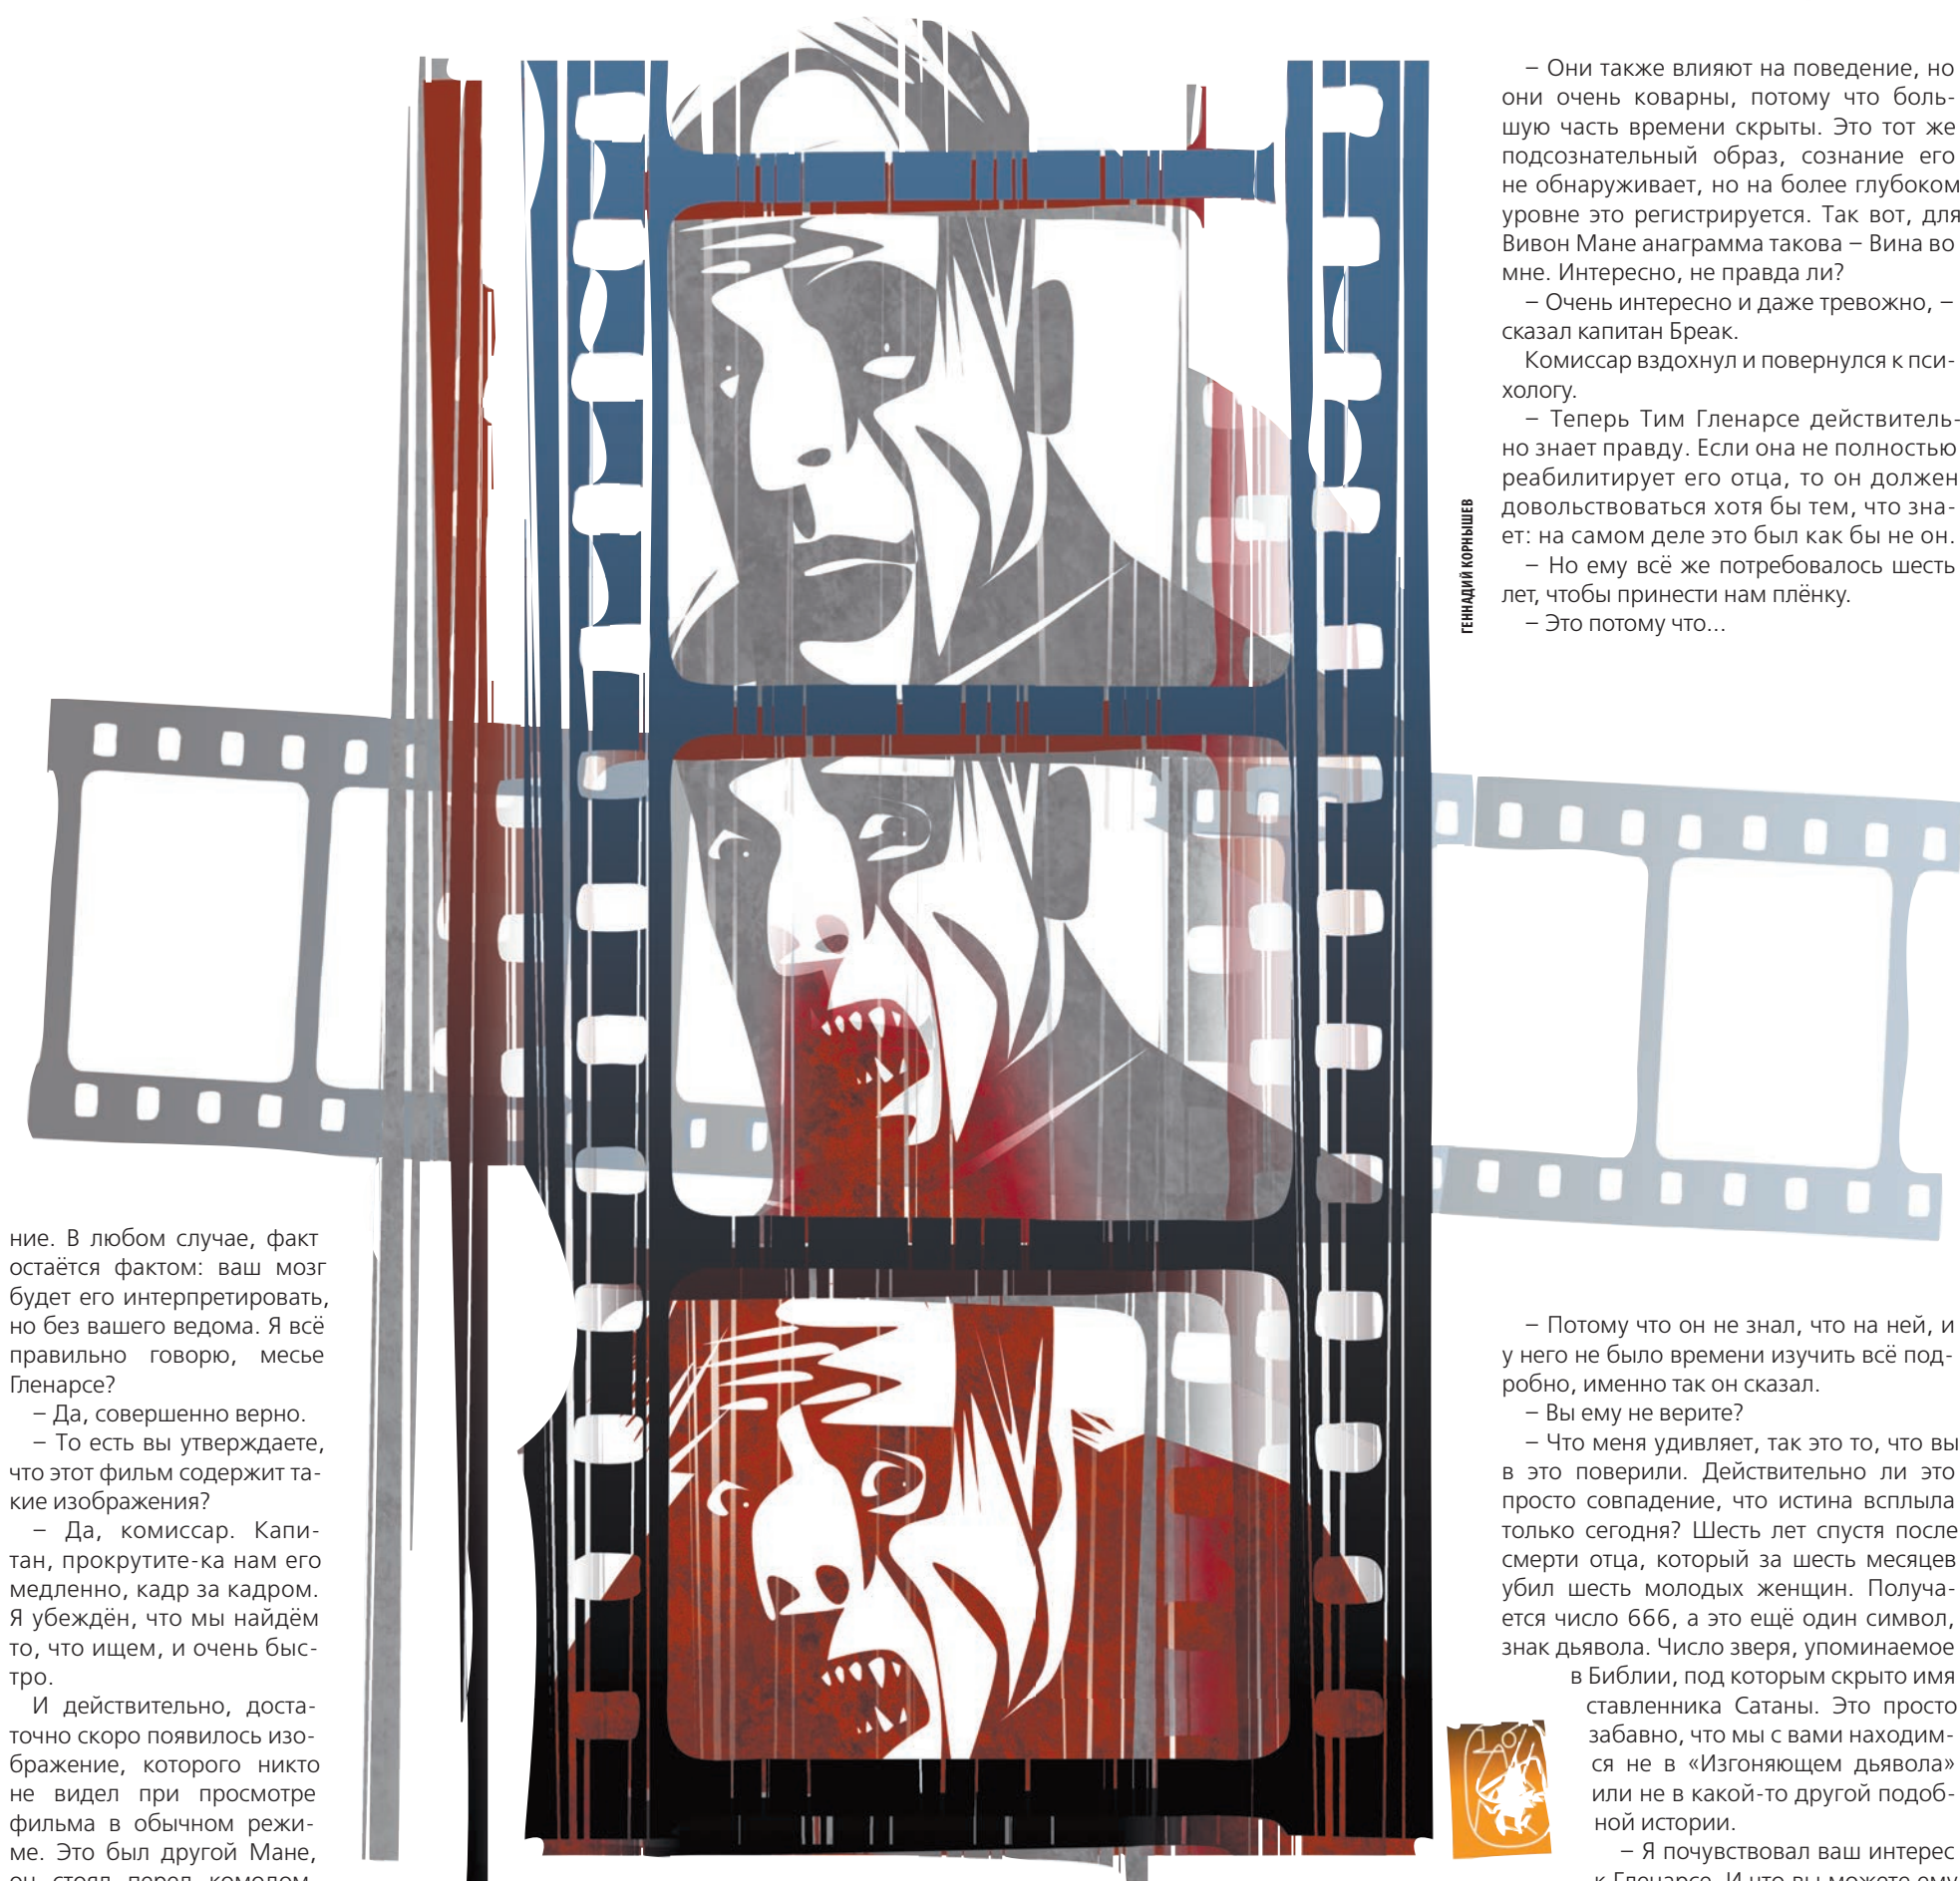 ние. В любом случае, факт
остаётся фактом: ваш мозг
будет его интерпретировать,
но без вашего ведома. Я всё
правильно говорю, месье
Гленарсе?
– Да, совершенно верно.
– То есть вы утверждаете,
что этот фильм содержит та-
кие изображения?
– Да, комиссар. Капи-
тан, прокрутите-ка нам его
медленно, кадр за кадром.
Я убеждён, что мы найдём
то, что ищем, и очень быс-
тро.
И действительно, доста-
точно скоро появилось изо-
бражение, которого никто
не видел при просмотре
фильма в обычном режи-
ме. Это был другой Мане,
он стоял перед комодом,
ГЕННАДИЙ КОРНЫШЕВ
– Они также влияют на поведение, но
они очень коварны, потому что боль-
шую часть времени скрыты. Это тот же
подсознательный образ, сознание его
не обнаруживает, но на более глубоком
уровне это регистрируется. Так вот, для
Вивон Мане анаграмма такова – Вина во
мне. Интересно, не правда ли?
– Очень интересно и даже тревожно, –
сказал капитан Бреак.
Комиссар вздохнул и повернулся к пси-
хологу.
– Теперь Тим Гленарсе действитель-
но знает правду. Если она не полностью
реабилитирует его отца, то он должен
довольствоваться хотя бы тем, что зна-
ет: на самом деле это был как бы не он.
– Но ему всё же потребовалось шесть
лет, чтобы принести нам плёнку.
– Это потому что...
– Потому что он не знал, что на ней, и
у него не было времени изучить всё под-
робно, именно так он сказал.
– Вы ему не верите?
– Что меня удивляет, так это то, что вы
в это поверили. Действительно ли это
просто совпадение, что истина всплыла
только сегодня? Шесть лет спустя после
смерти отца, который за шесть месяцев
убил шесть молодых женщин. Получа-
ется число 666, а это ещё один символ,
знак дьявола. Число зверя, упоминаемое
в Библии, под которым скрыто имя
ставленника Сатаны. Это просто
забавно, что мы с вами находим-
ся не в «Изгоняющем дьявола»
или не в какой-то другой подоб-
ной истории.
– Я почувствовал ваш интерес
к Гленарсе. И что вы можете ему